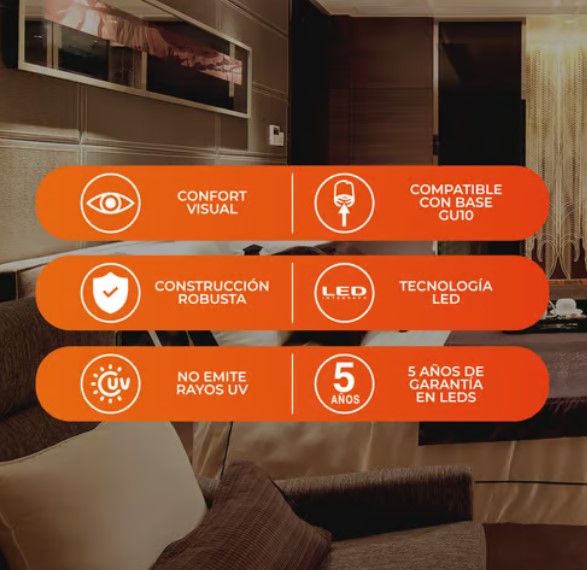 CONFORT
VISUAL
COMPATIBLE
CON BASE
GU10
CONSTRUCCIÓN
ROBUSTA
LED
INTERFACE
TECNOLOGÍA
LED
UV
NO EMITE
RAYOS UV
5
AÑOS
5 AÑOS DE
GARANTÍA
EN LEDS